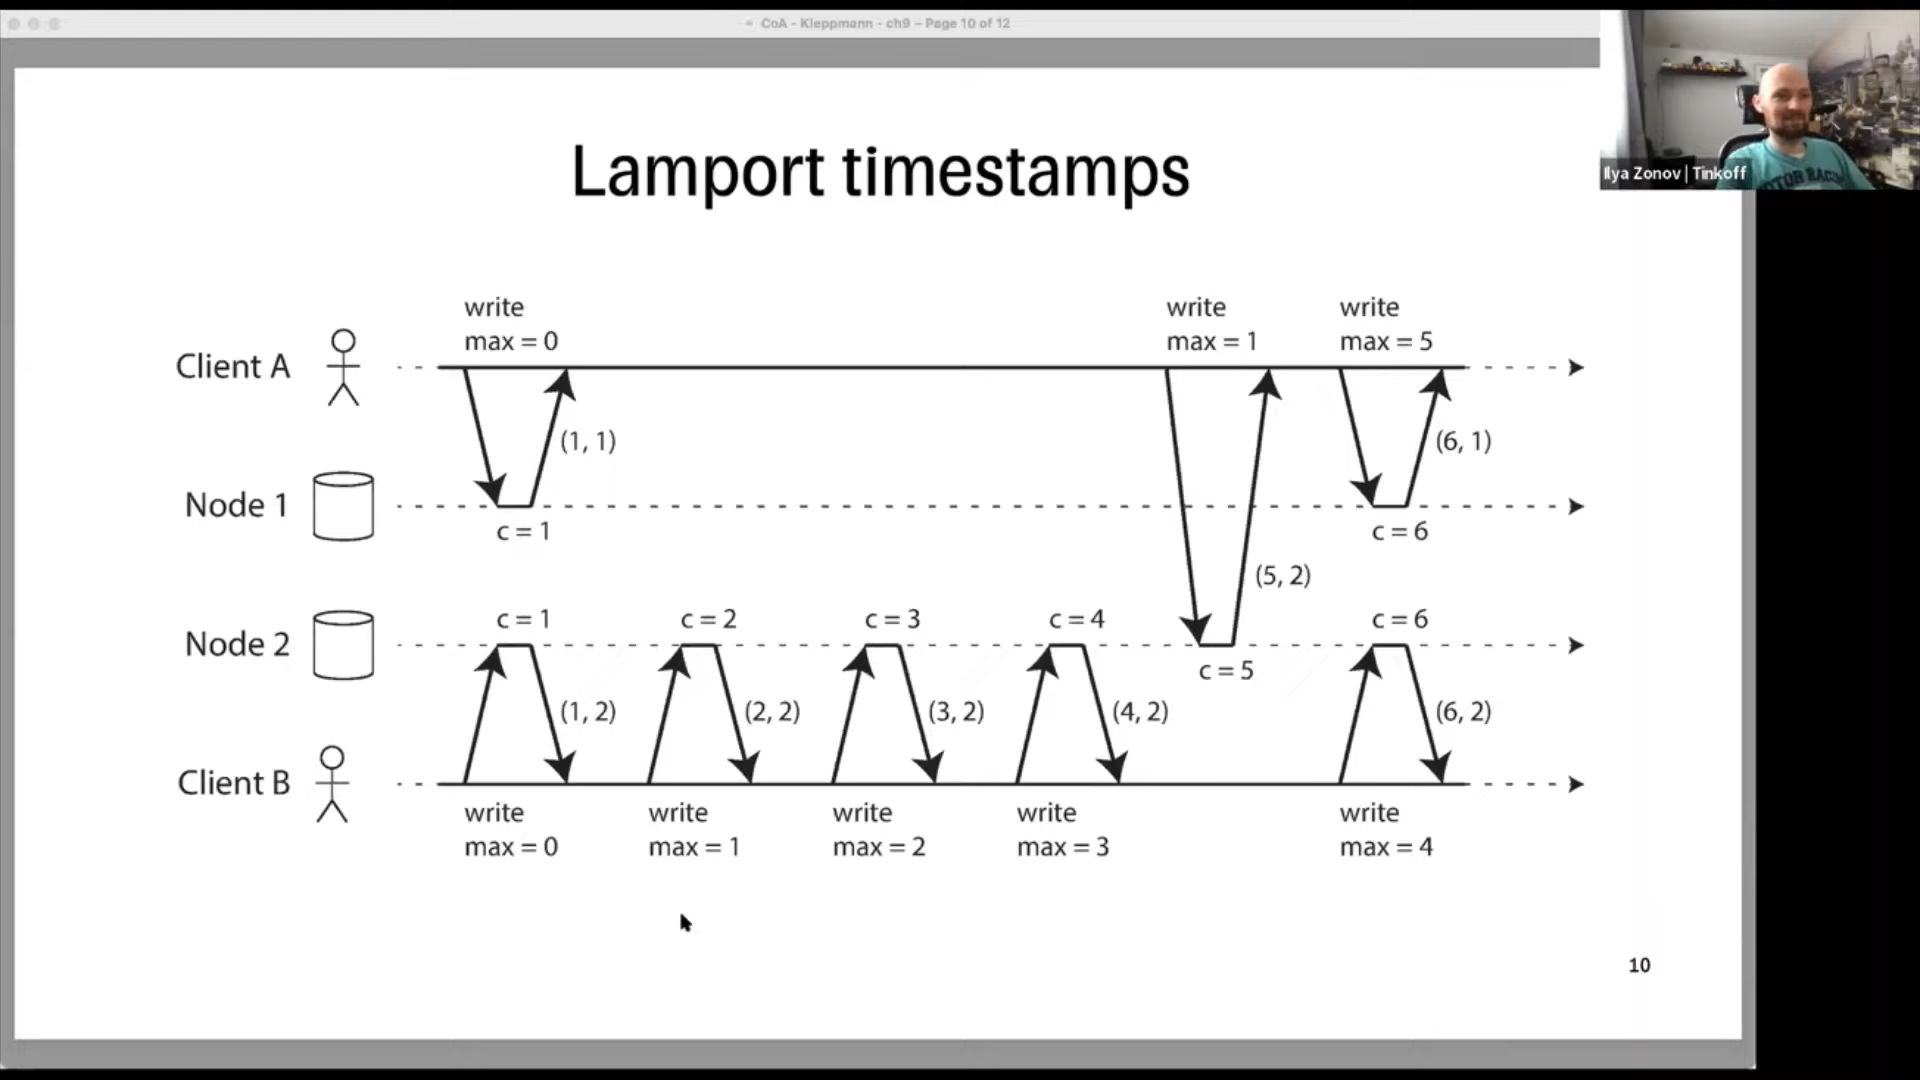 CoA - Kleppmann - ch9 – Page 10 of 12
Ilya Zonov | Tinkoff
Lamport timestamps
write
max = 0
write
max = 1
write
max = 5
Client A
(1, 1)
(6, 1)
Node 1
c = 1
c = 6
(5, 2)
c = 1
c = 2
c = 3
c = 4
c = 6
Node 2
c = 5
(1, 2)
(2, 2)
(3, 2)
(4, 2)
(6, 2)
Client B
write
max = 0
write
max = 1
write
max = 2
write
max = 3
write
max = 4
10